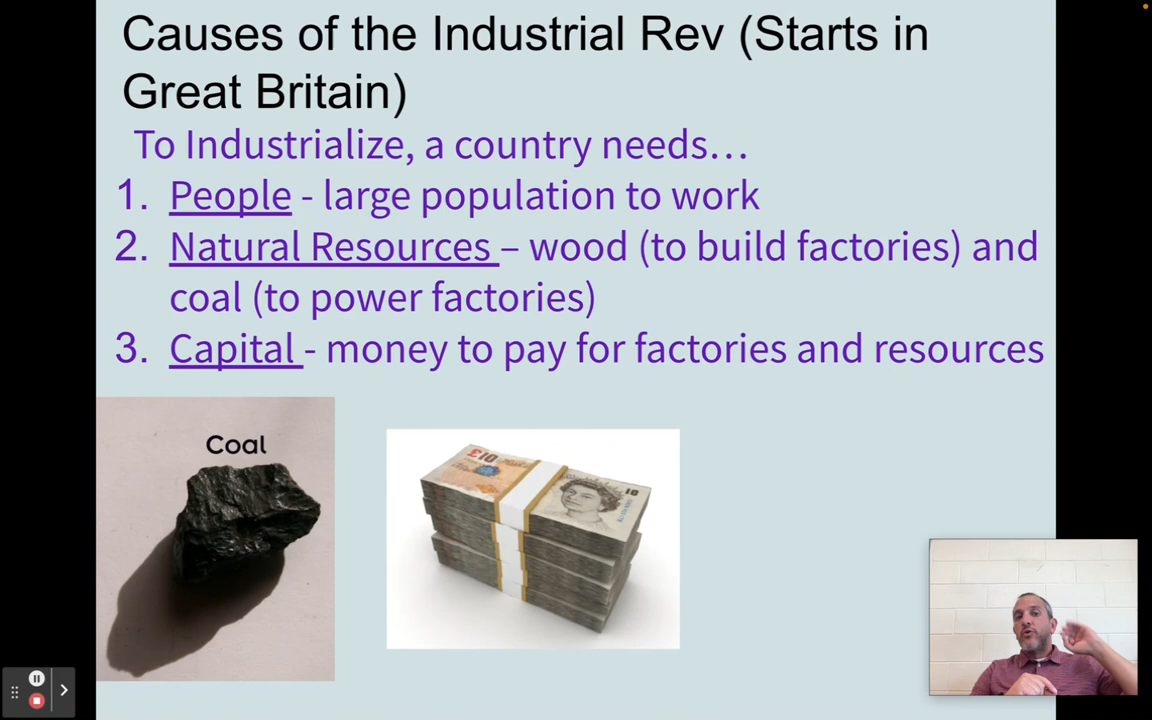 Causes of the Industrial Rev (Starts in
Great Britain)
To Industrialize, a country needs…
1. People - large population to work
2. Natural Resources – wood (to build factories) and
coal (to power factories)
3. Capital - money to pay for factories and resources
Coal
£10
10